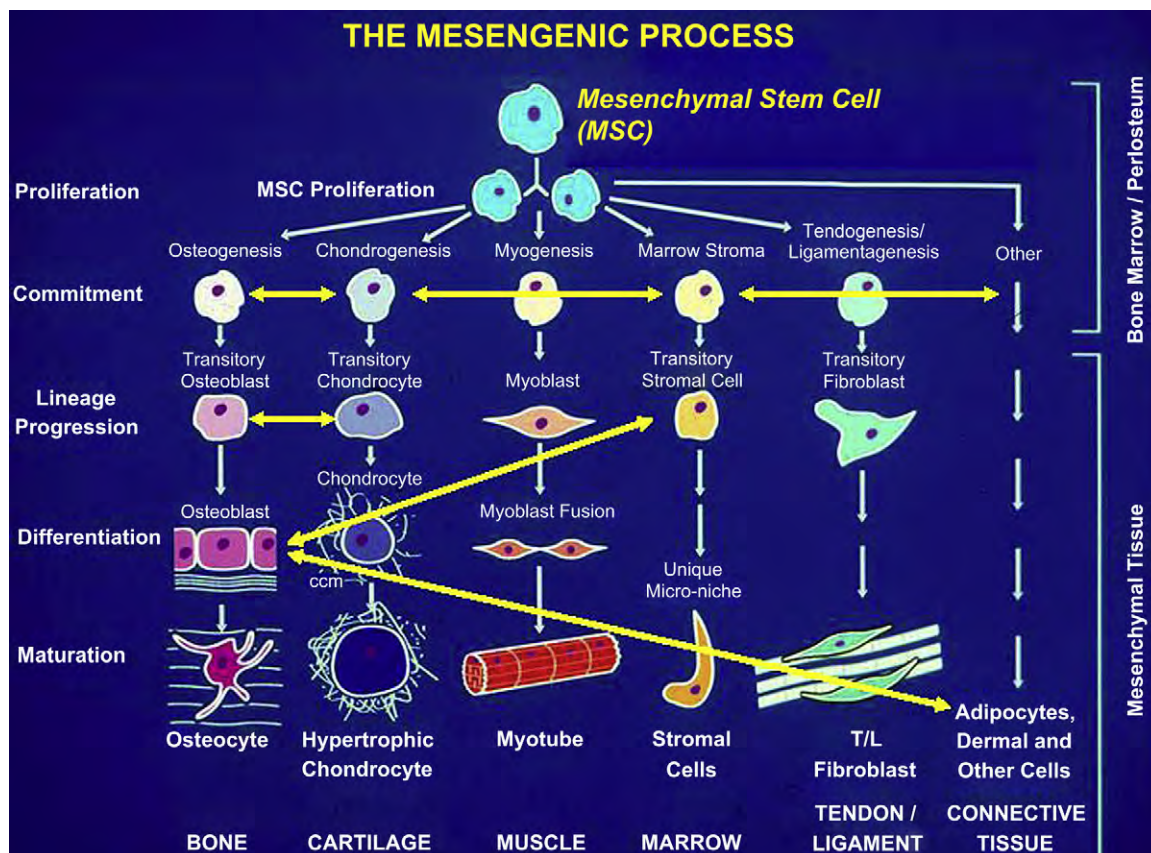 THE MESENGENIC PROCESS
Mesenchymal Stem Cell
(MSC)
Proliferation
MSC Proliferation
Osteogenesis
Chondrogenesis
Myogenesis
Marrow Stroma
Tendogenesis/
Ligamentagenesis
Other
Commitment
Transitory
Osteoblast
Transitory
Chondrocyte
Myoblast
Transitory
Stromal Cell
Transitory
Fibroblast
Lineage
Progression
Chondrocyte
Osteoblast
Myoblast Fusion
Differentiation
ccm
Unique
Micro-niche
Maturation
Osteocyte
Hypertrophic
Chondrocyte
Myotube
Stromal
Cells
T/L
Fibroblast
Adipocytes,
Dermal and
Other Cells
BONE
CARTILAGE
MUSCLE
MARROW
TENDON /
LIGAMENT
CONNECTIVE
TISSUE
Bone Marrow / Perlosteum
Mesenchymal Tissue